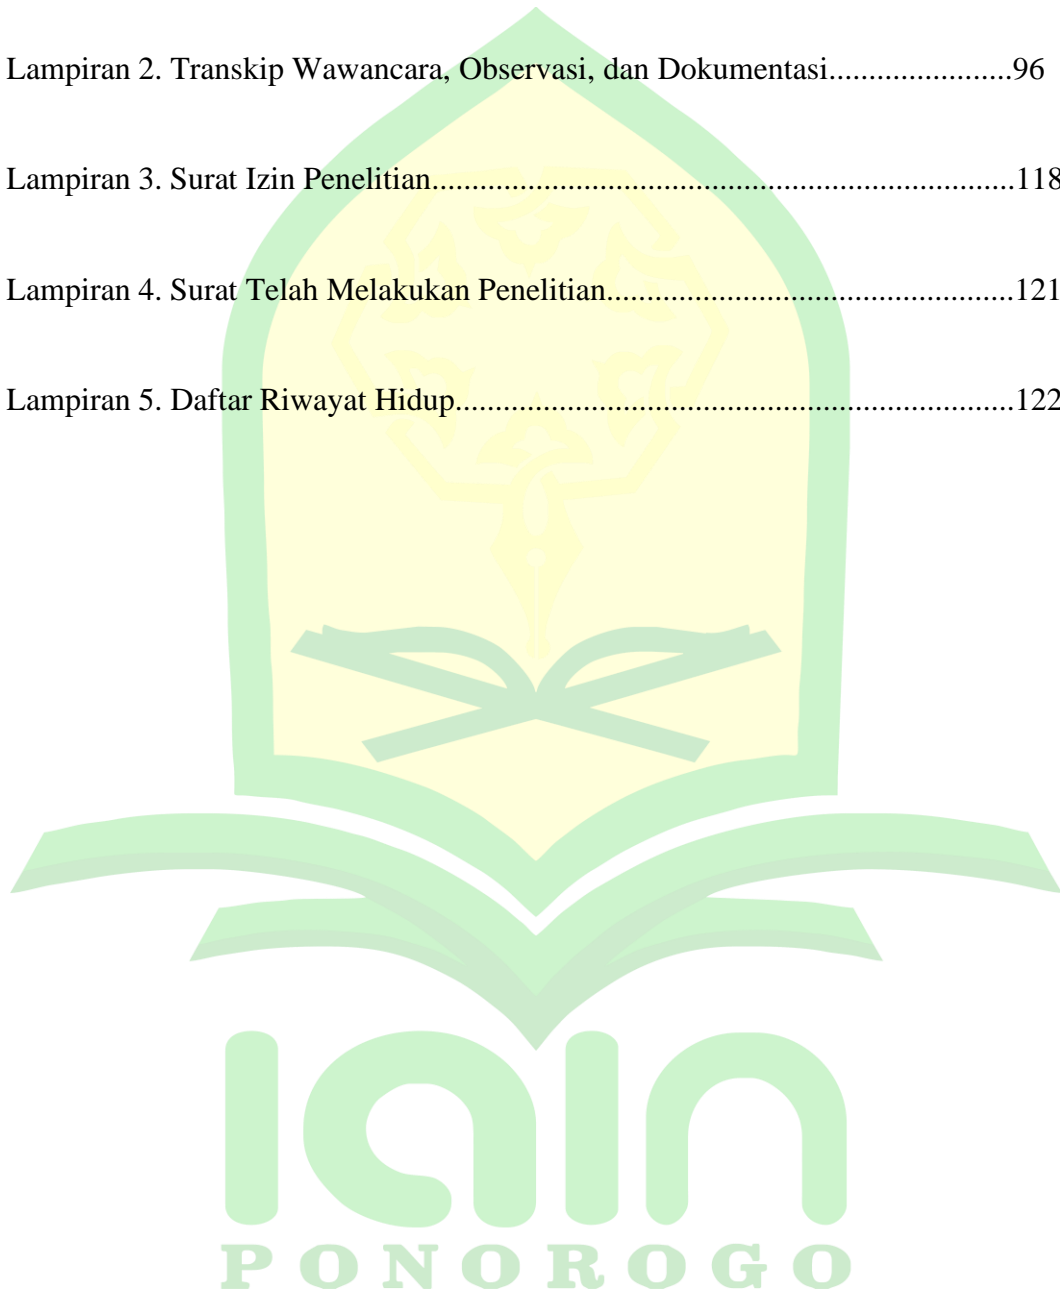 Lampiran 2. Transkip Wawancara, Observasi, dan Dokumentasi.......................96
Lampiran 3. Surat Izin Penelitian.........................................................................118
Lampiran 4. Surat Telah Melakukan Penelitian...................................................121
Lampiran 5. Daftar Riwayat Hidup......................................................................122
iain
PONOROGO